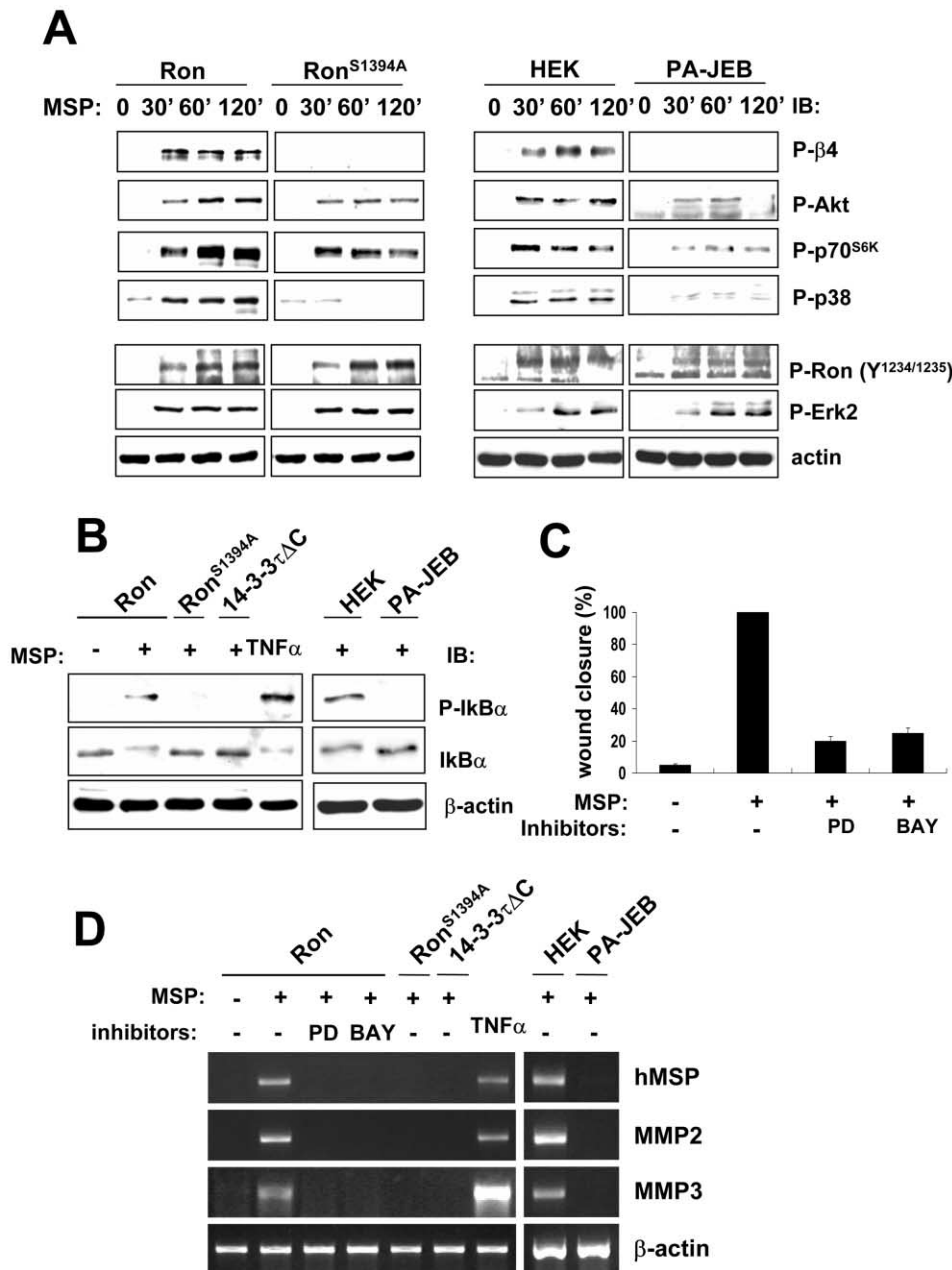 A
Ron RonS1394A HEK PA-JEB
MSP: 0 30’ 60’ 120’ 0 30’ 60’ 120’ 0 30’ 60’ 120’ 0 30’ 60’ 120’ IB:
P-β4
P-Akt
P-p70S6K
P-p38
P-Ron (Y1234/1235)
P-Erk2
actin
B
Ron RonS1394A 14-3-3τΔC HEK PA-JEB
MSP: - + + + TNFα + + IB:
P-IkBα
IkBα
β-actin
C
wound closure (%)
100
80
60
40
20
0
MSP: - + + +
Inhibitors: - - PD BAY
D
Ron RonS1394A 14-3-3τΔC HEK PA-JEB
MSP: - + + + + + + +
inhibitors: - - PD BAY - - TNFα - -
hMSP
MMP2
MMP3
β-actin